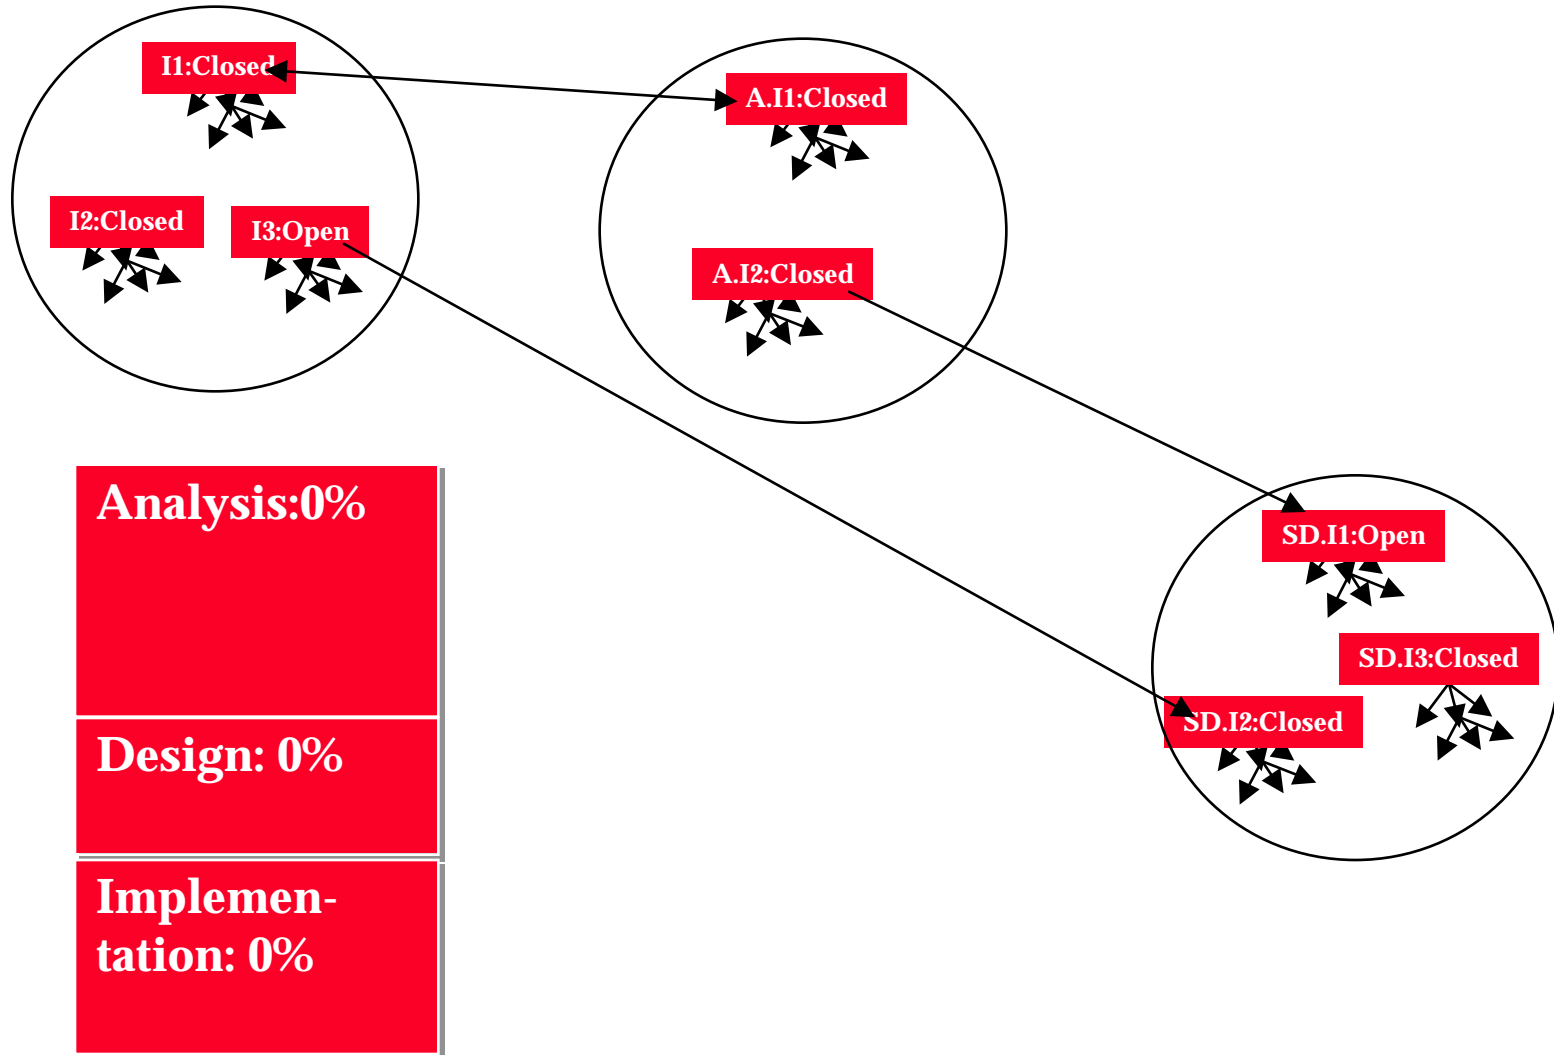 I1:Closed
A.I1:Closed
I2:Closed
I3:Open
A.I2:Closed
Analysis:0%
SD.I1:Open
SD.I3:Closed
SD.I2:Closed
Design: 0%
Implemen-
tation: 0%